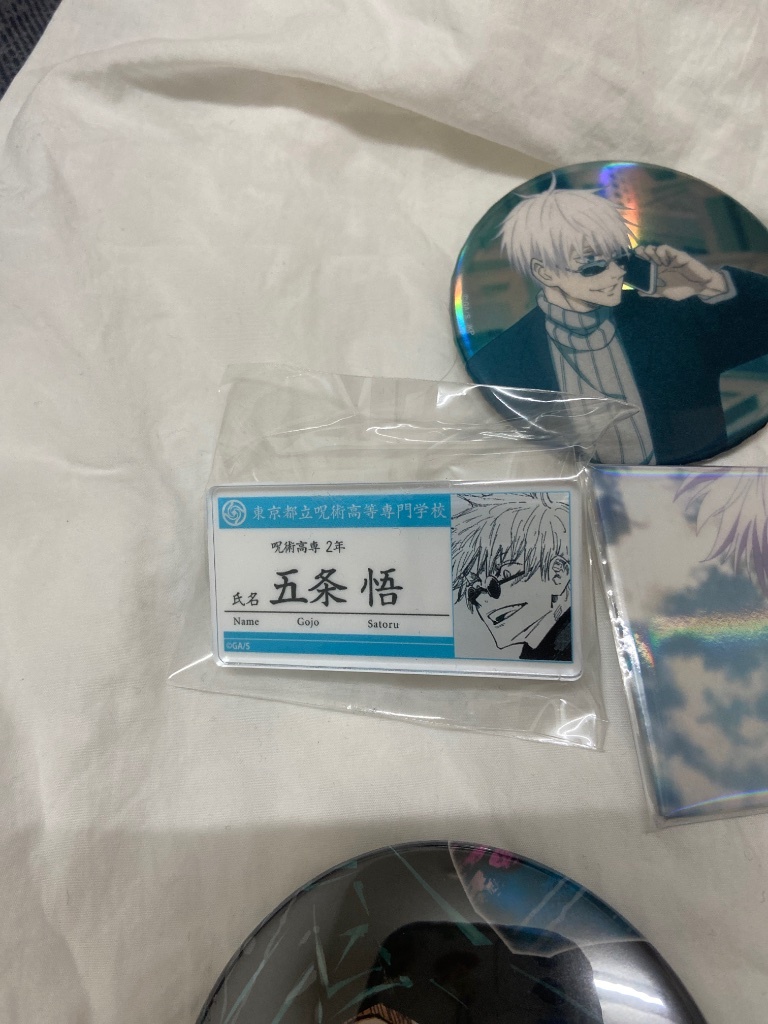 東京都立呪術高等専門学校
呪術高専 2年
氏名 五条 悟
Name Gojo Satoru
©GA/S